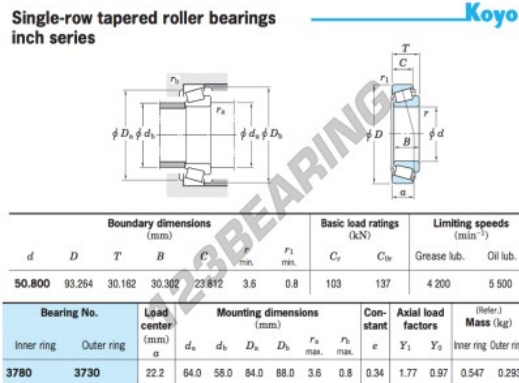 Single-row tapered roller bearings
inch series
Koyo
T
C
r1
r
B
a
ϕ D
ϕ d
rb
ra
ϕ Da
ϕ db
ϕ da
ϕ Db
123BEARING
Boundary dimensions Basic load ratings Limiting speeds
(mm) (kN) (min-1)
d D T B C r min. r1 min. Cr C0r Grease lub. Oil lub.
50.800 93.264 30.162 30.302 23.812 3.6 0.8 103 137 4 200 5 500
Bearing No. Load center (mm) a Mounting dimensions (mm) Con-stant e Axial load factors (Refer.) Mass (kg)
Inner ring Outer ring da db Da Db ra max. rb max. Y1 Y0 Inner ring Outer rin
3780 3730 22.2 64.0 58.0 84.0 88.0 3.6 0.8 0.34 1.77 0.97 0.547 0.293